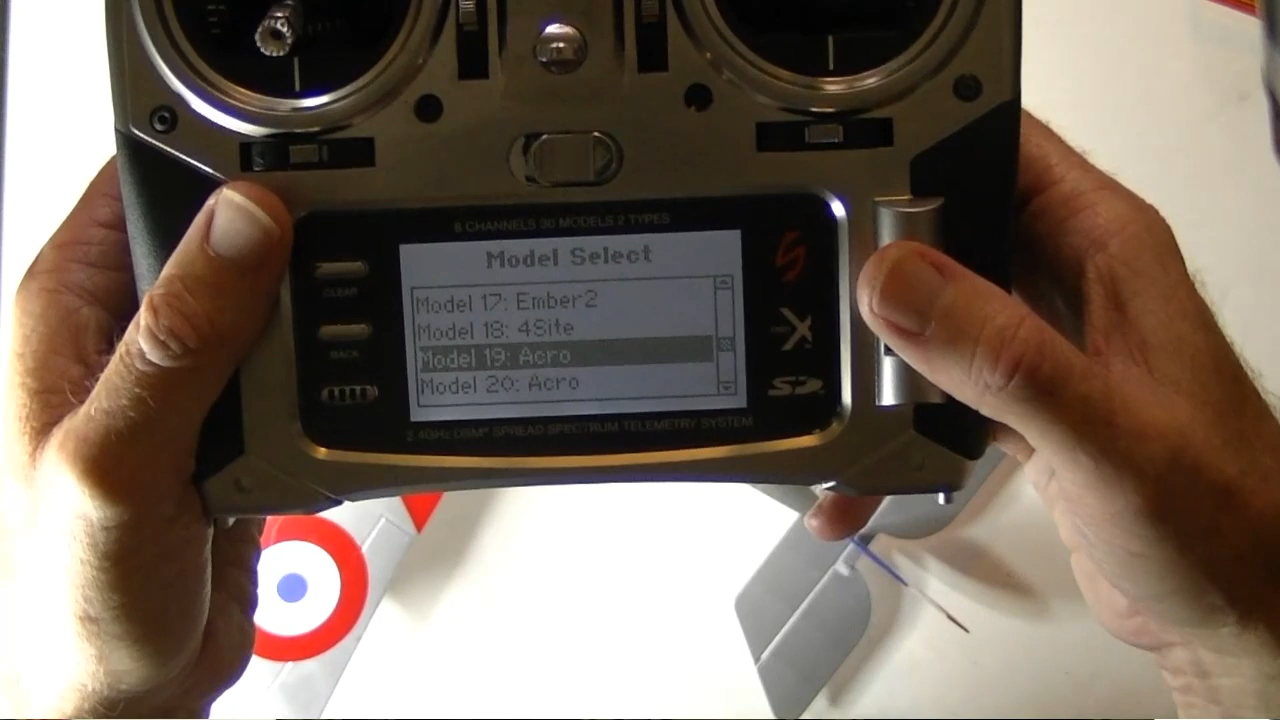 8 CHANNELS 30 MODELS 2 TYPES
Model Select
Model 17: Ember2
Model 18: 4Site
Model 19: Acro
Model 20: Acro
CLEAR
BACK
X
SD
2.4GHz DSM SPREAD SPECTRUM TELEMETRY SYSTEM